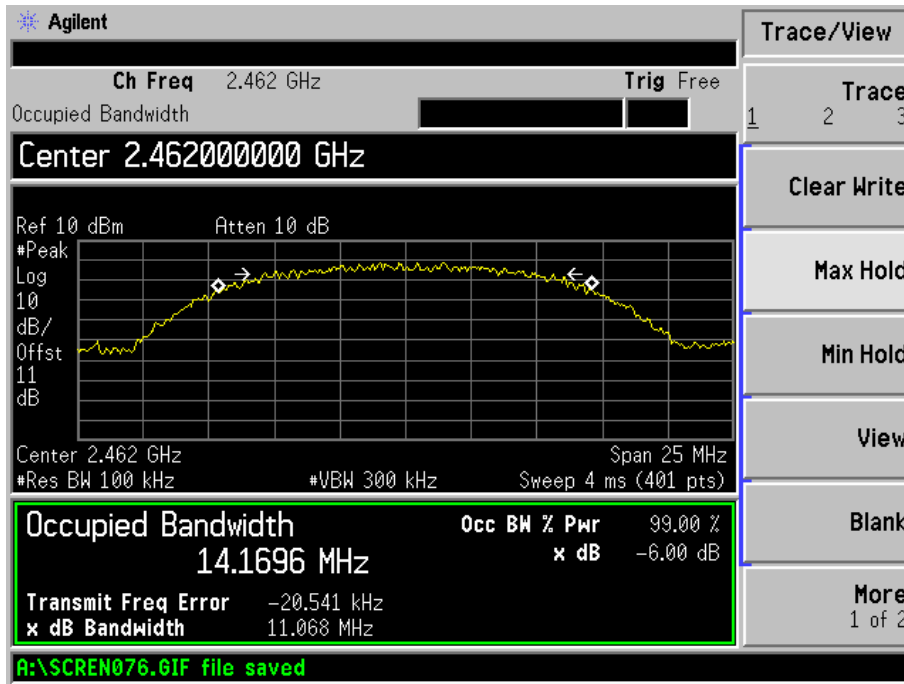 Agilent
Trace/View
Ch Freq 2.462 GHz Trig Free
Occupied Bandwidth
Trace
1 2 3
Center 2.462000000 GHz
Clear Write
Ref 10 dBm Atten 10 dB
#Peak
Log
10
dB/
Offst
11
dB
Max Hold
Min Hold
Center 2.462 GHz Span 25 MHz
#Res BW 100 kHz #VBW 300 kHz Sweep 4 ms (401 pts)
View
Occupied Bandwidth Occ BW % Pwr 99.00 %
14.1696 MHz x dB -6.00 dB
Blank
Transmit Freq Error -20.541 kHz
x dB Bandwidth 11.068 MHz
More
1 of 2
A:\SCREN076.GIF file saved